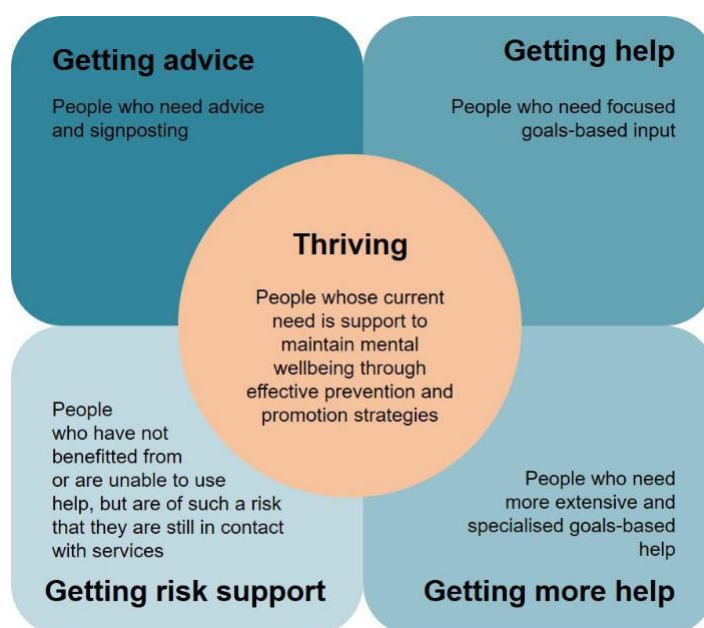 Getting advice
People who need advice
and signposting
Getting help
People who need focused
goals-based input
Thriving
People whose current
need is support to
maintain mental
wellbeing through
effective prevention and
promotion strategies
People
who have not
benefitted from
or are unable to use
help, but are of such a risk
that they are still in contact
with services
Getting risk support
People who need
more extensive and
specialised goals-based
help
Getting more help